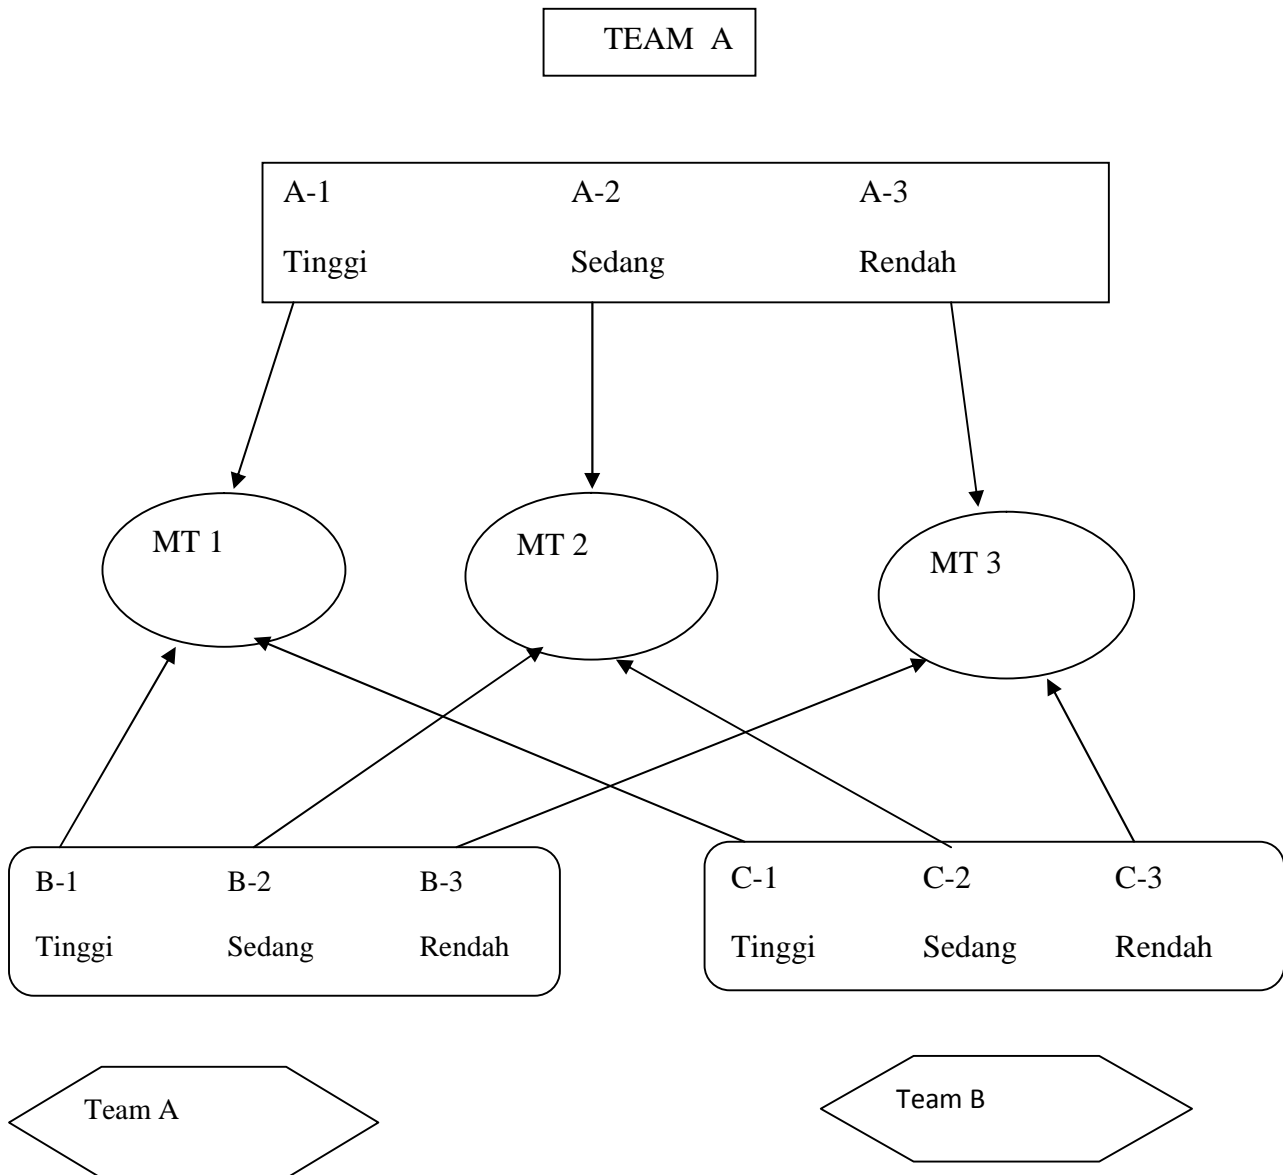 TEAM A
A-1 A-2 A-3
Tinggi Sedang Rendah
MT 1 MT 2 MT 3
B-1 B-2 B-3 C-1 C-2 C-3
Tinggi Sedang Rendah Tinggi Sedang Rendah
Team A Team B